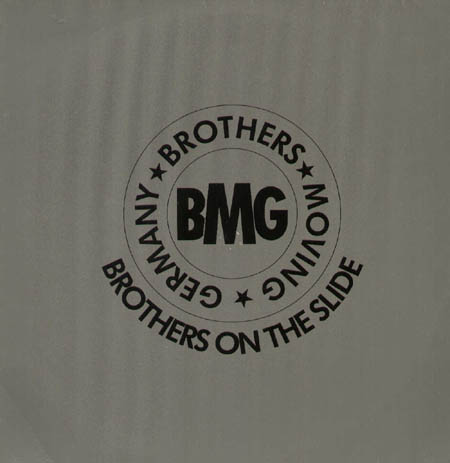 BROTHERS ★ MOVING ★ GERMANY ★
BMG
BROTHERS ON THE SLIDE